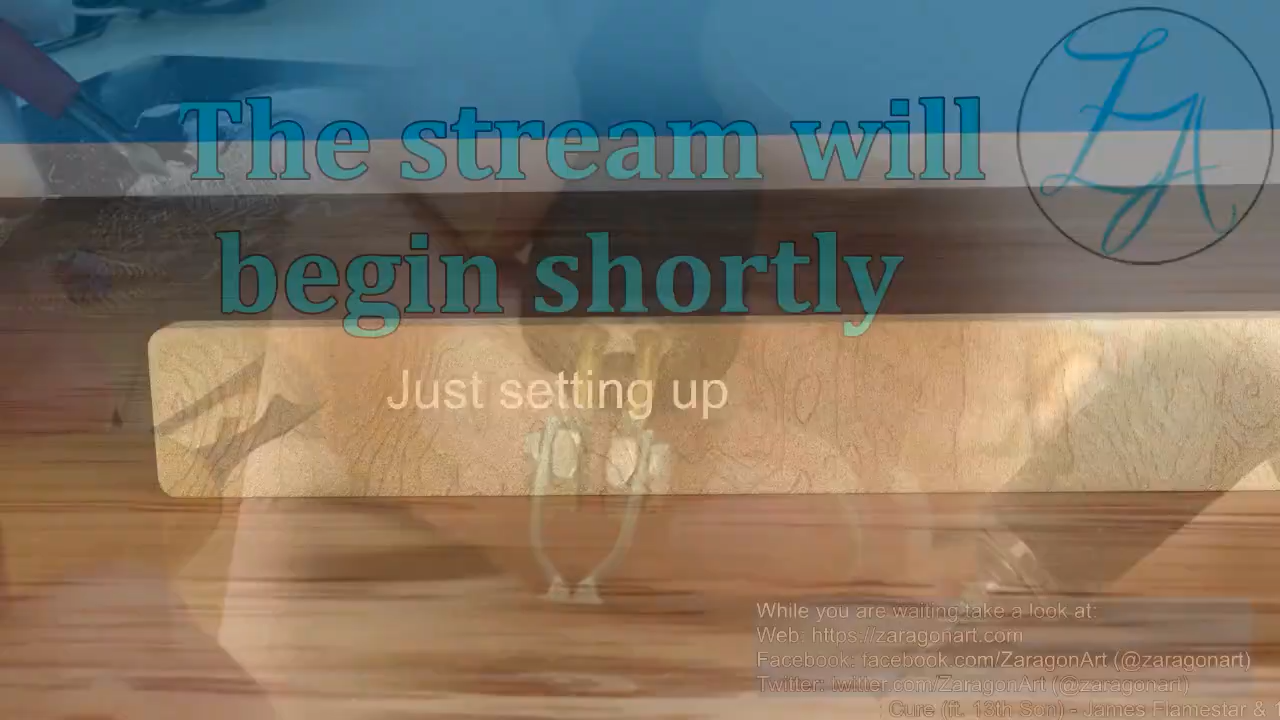 The stream will
begin shortly
ZA
Just setting up
While you are waiting take a look at:
Web: https://zaragonart.com
Facebook: facebook.com/ZaragonArt (@zaragonart)
Twitter: twitter.com/ZaragonArt (@zaragonart)
Cure (ft. 13th Son) - James Flamestar &